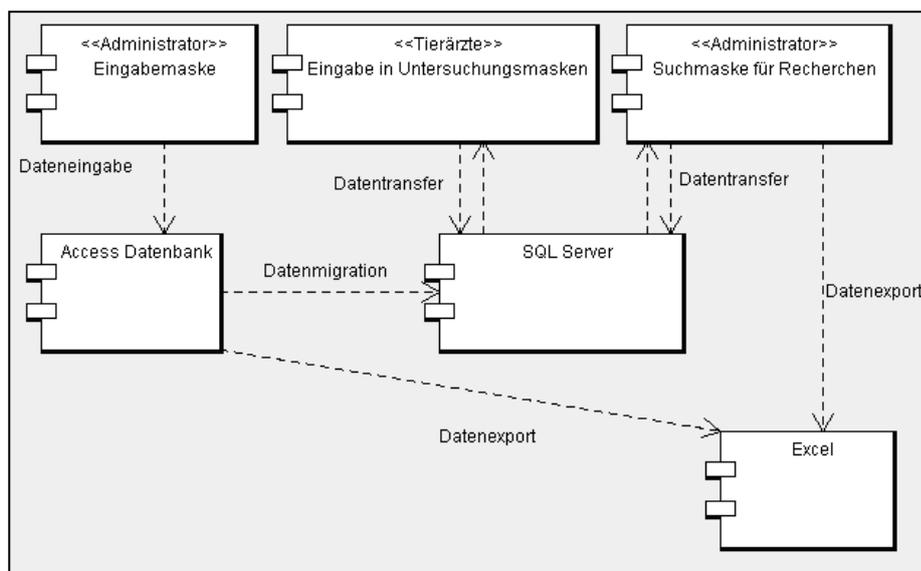 <<Administrator>>
Eingabemaske
<<Tierärzte>>
Eingabe in Untersuchungsmasken
<<Administrator>>
Suchmaske für Recherchen
Dateneingabe
Datentransfer
Datentransfer
Access Datenbank
Datenmigration
SQL Server
Datenexport
Datenexport
Excel